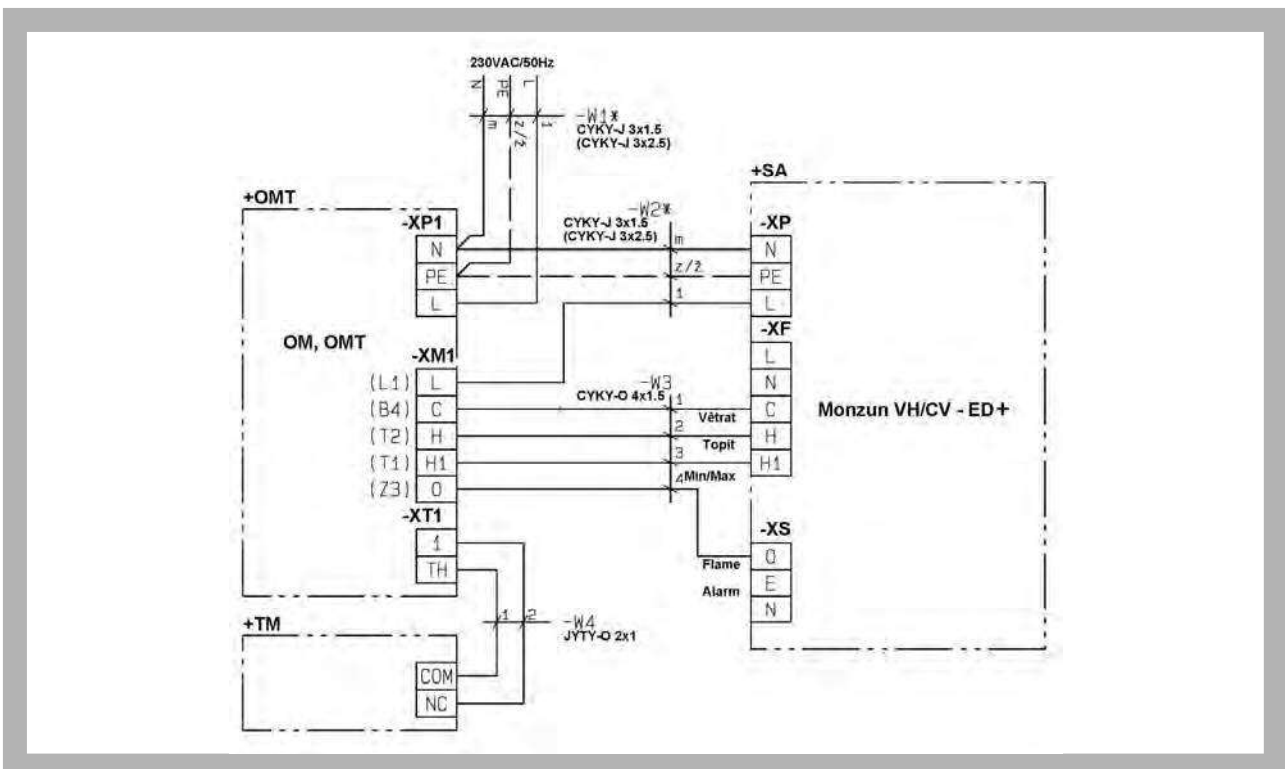 230VAC/50Hz
N PE L
m z/ž 1
-W1*
CYKY-J 3x1.5
(CYKY-J 3x2.5)
+OMT
-XP1
N
PE
L
OM, OMT
-XM1
(L1) L
(B4) C
(T2) H
(T1) H1
(Z3) O
-XT1
1
TH
+TM
COM
NC
-W2*
CYKY-J 3x1.5
(CYKY-J 3x2.5)
m
z/ž
1
-W3
CYKY-O 4x1.5
1
Větrat
2
Topit
3
4 Min/Max
Flame
Alarm
1 2
-W4
JYTY-O 2x1
+SA
-XP
N
PE
L
-XF
L
N
C
H
H1
Monzun VH/CV - ED+
-XS
O
E
N